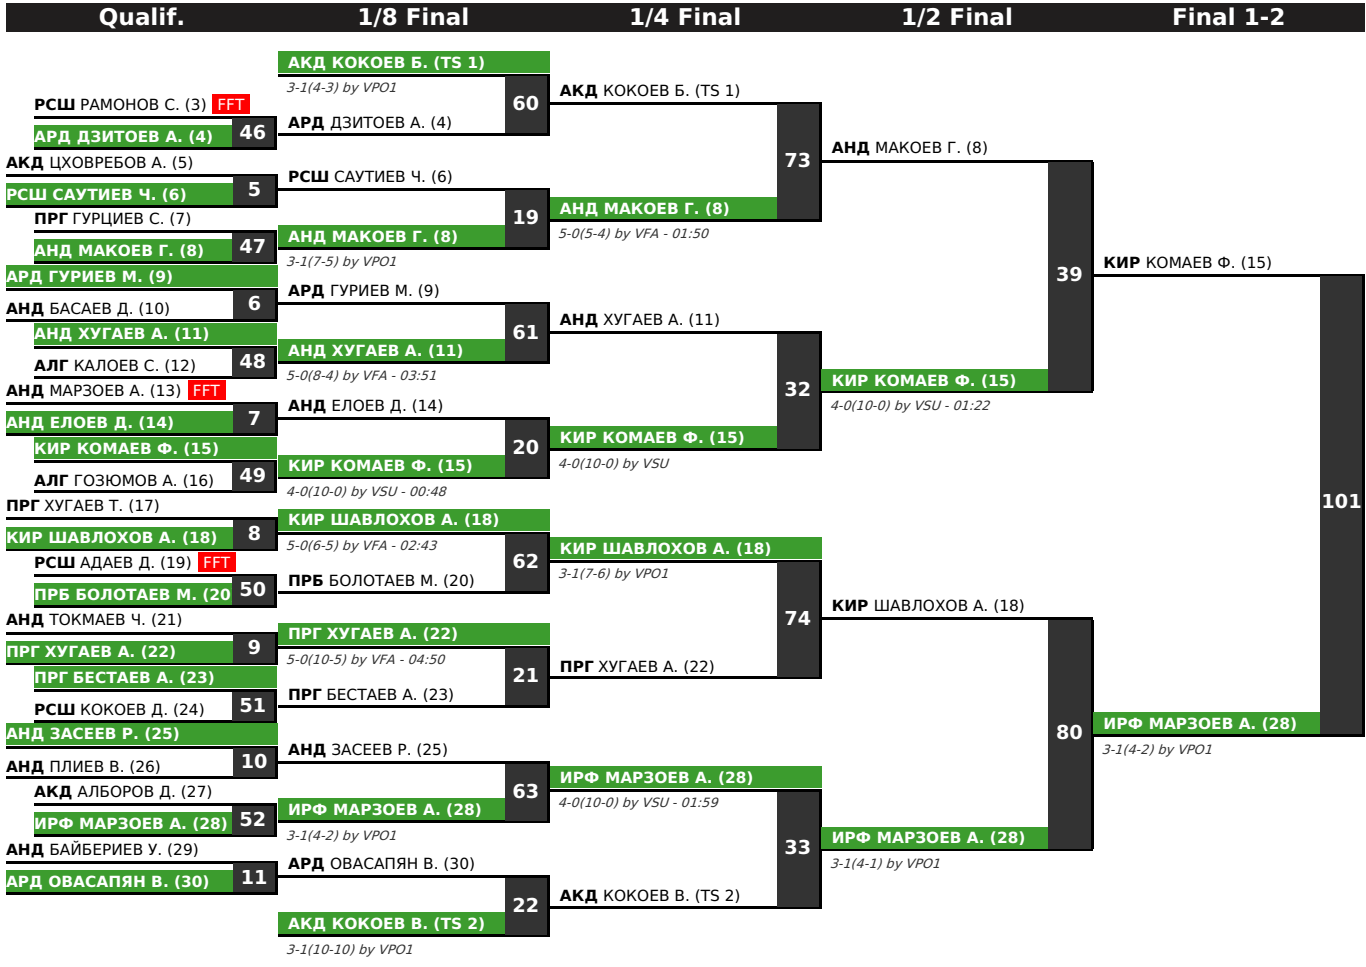 Qualif.
1/8 Final
1/4 Final
1/2 Final
Final 1-2
РСШ РАМОНОВ С. (3) FFT
АРД ДЗИТОЕВ А. (4)
46
АКД ЦХОВРЕБОВ А. (5)
РСШ САУТИЕВ Ч. (6)
5
ПРГ ГУРЦИЕВ С. (7)
АНД МАКОЕВ Г. (8)
47
АРД ГУРИЕВ М. (9)
АНД БАСАЕВ Д. (10)
6
АНД ХУГАЕВ А. (11)
АЛГ КАЛОЕВ С. (12)
48
АНД МАРЗОЕВ А. (13) FFT
АНД ЕЛОЕВ Д. (14)
7
КИР КОМАЕВ Ф. (15)
АЛГ ГОЗЮМОВ А. (16)
49
ПРГ ХУГАЕВ Т. (17)
КИР ШАВЛОХОВ А. (18)
8
РСШ АДАЕВ Д. (19) FFT
ПРБ БОЛОТАЕВ М. (20
50
АНД ТОКМАЕВ Ч. (21)
ПРГ ХУГАЕВ А. (22)
9
ПРГ БЕСТАЕВ А. (23)
РСШ КОКОЕВ Д. (24)
51
АНД ЗАСЕЕВ Р. (25)
АНД ПЛИЕВ В. (26)
10
АКД АЛБОРОВ Д. (27)
ИРФ МАРЗОЕВ А. (28)
52
АНД БАЙБЕРИЕВ У. (29)
АРД ОВАСАПЯН В. (30)
11
АКД КОКОЕВ Б. (TS 1)
3-1(4-3) by VPO1
АРД ДЗИТОЕВ А. (4)
60
РСШ САУТИЕВ Ч. (6)
АНД МАКОЕВ Г. (8)
3-1(7-5) by VPO1
19
АРД ГУРИЕВ М. (9)
АНД ХУГАЕВ А. (11)
5-0(8-4) by VFA - 03:51
61
АНД ЕЛОЕВ Д. (14)
КИР КОМАЕВ Ф. (15)
4-0(10-0) by VSU - 00:48
20
КИР ШАВЛОХОВ А. (18)
5-0(6-5) by VFA - 02:43
ПРБ БОЛОТАЕВ М. (20)
62
ПРГ ХУГАЕВ А. (22)
5-0(10-5) by VFA - 04:50
ПРГ БЕСТАЕВ А. (23)
21
АНД ЗАСЕЕВ Р. (25)
ИРФ МАРЗОЕВ А. (28)
3-1(4-2) by VPO1
63
АРД ОВАСАПЯН В. (30)
АКД КОКОЕВ В. (TS 2)
3-1(10-10) by VPO1
22
АКД КОКОЕВ Б. (TS 1)
АНД МАКОЕВ Г. (8)
5-0(5-4) by VFA - 01:50
73
АНД ХУГАЕВ А. (11)
КИР КОМАЕВ Ф. (15)
4-0(10-0) by VSU
32
КИР ШАВЛОХОВ А. (18)
3-1(7-6) by VPO1
ПРГ ХУГАЕВ А. (22)
74
ИРФ МАРЗОЕВ А. (28)
4-0(10-0) by VSU - 01:59
АКД КОКОЕВ В. (TS 2)
33
АНД МАКОЕВ Г. (8)
КИР КОМАЕВ Ф. (15)
4-0(10-0) by VSU - 01:22
39
КИР ШАВЛОХОВ А. (18)
ИРФ МАРЗОЕВ А. (28)
3-1(4-1) by VPO1
80
КИР КОМАЕВ Ф. (15)
ИРФ МАРЗОЕВ А. (28)
3-1(4-2) by VPO1
101